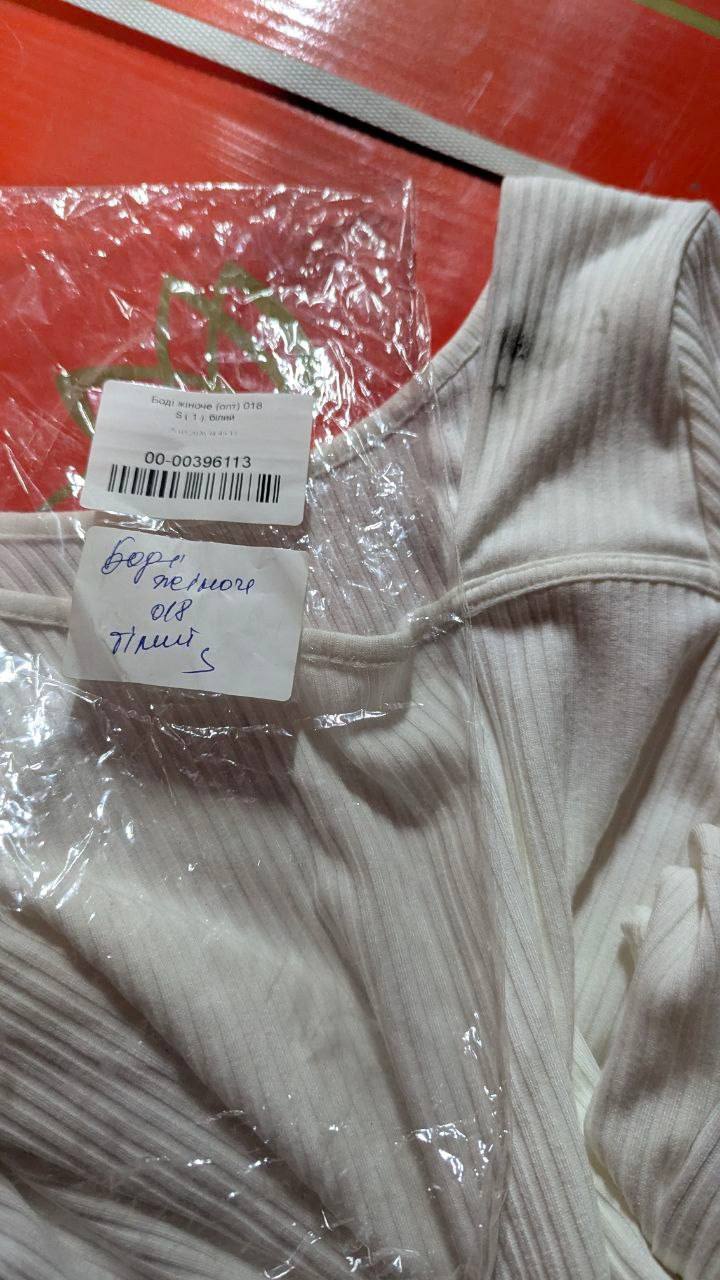 Боді жіноче (опт) 018
S ( 1 ) білий
00-00396113
Боді
жіноче
018
білий
S